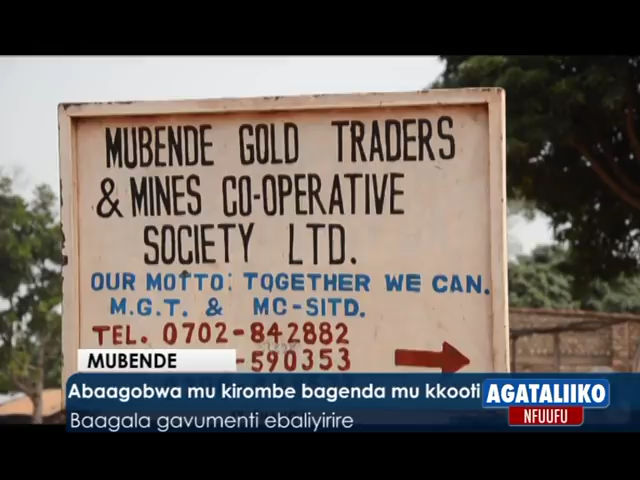 MUBENDE GOLD TRADERS
& MINES CO-OPERATIVE
SOCIETY LTD.
OUR MOTTO: TOGETHER WE CAN.
M.G.T. & MC-SITD.
TEL. 0702-842882
-590353
MUBENDE
Abaagobwa mu kirombe bagenda mu kkooti
Baagala gavumenti ebaliyirire
AGATALIIKO
NFUUFU